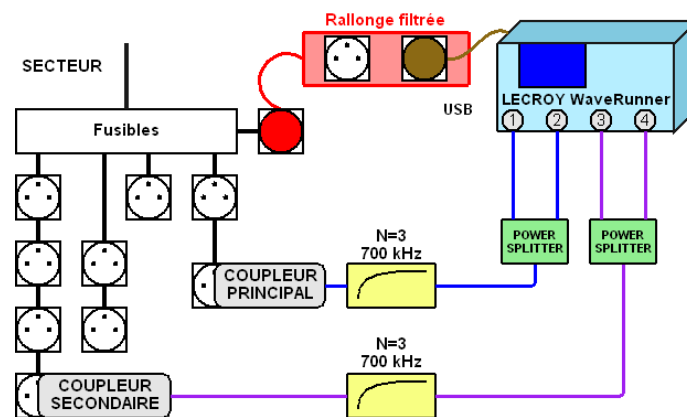 Rallonge filtrée
SECTEUR
USB
LECROY WaveRunner
1 2 3 4
Fusibles
POWER
SPLITTER
POWER
SPLITTER
N=3
700 kHz
COUPLEUR
PRINCIPAL
N=3
700 kHz
COUPLEUR
SECONDAIRE